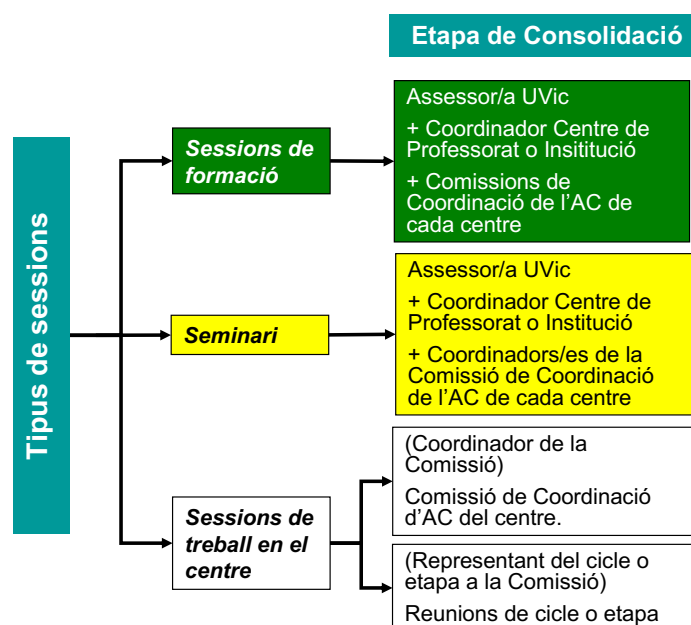 Etapa de Consolidació
Tipus de sessions
Sessions de
formació
Assessor/a UVic
+ Coordinador Centre de
Professorat o Insititució
+ Comissions de
Coordinació de l'AC de
cada centre
Seminari
Assessor/a UVic
+ Coordinador Centre de
Professorat o Institució
+ Coordinadors/es de la
Comissió de Coordinació
de l'AC de cada centre
Sessions de
treball en el
centre
(Coordinador de la
Comissió)
Comissió de Coordinació
d'AC del centre.
(Representant del cicle o
etapa a la Comissió)
Reunions de cicle o etapa